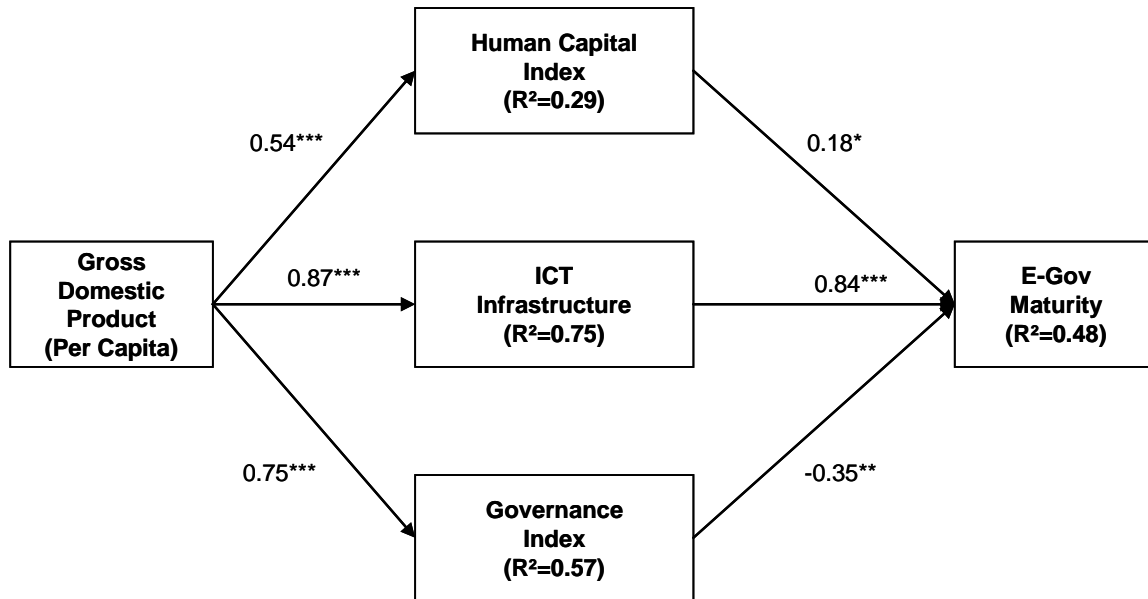 Human Capital
Index
(R²=0.29)
0.54***
0.18*
Gross
Domestic
Product
(Per Capita)
0.87***
ICT
Infrastructure
(R²=0.75)
0.84***
E-Gov
Maturity
(R²=0.48)
0.75***
-0.35**
Governance
Index
(R²=0.57)